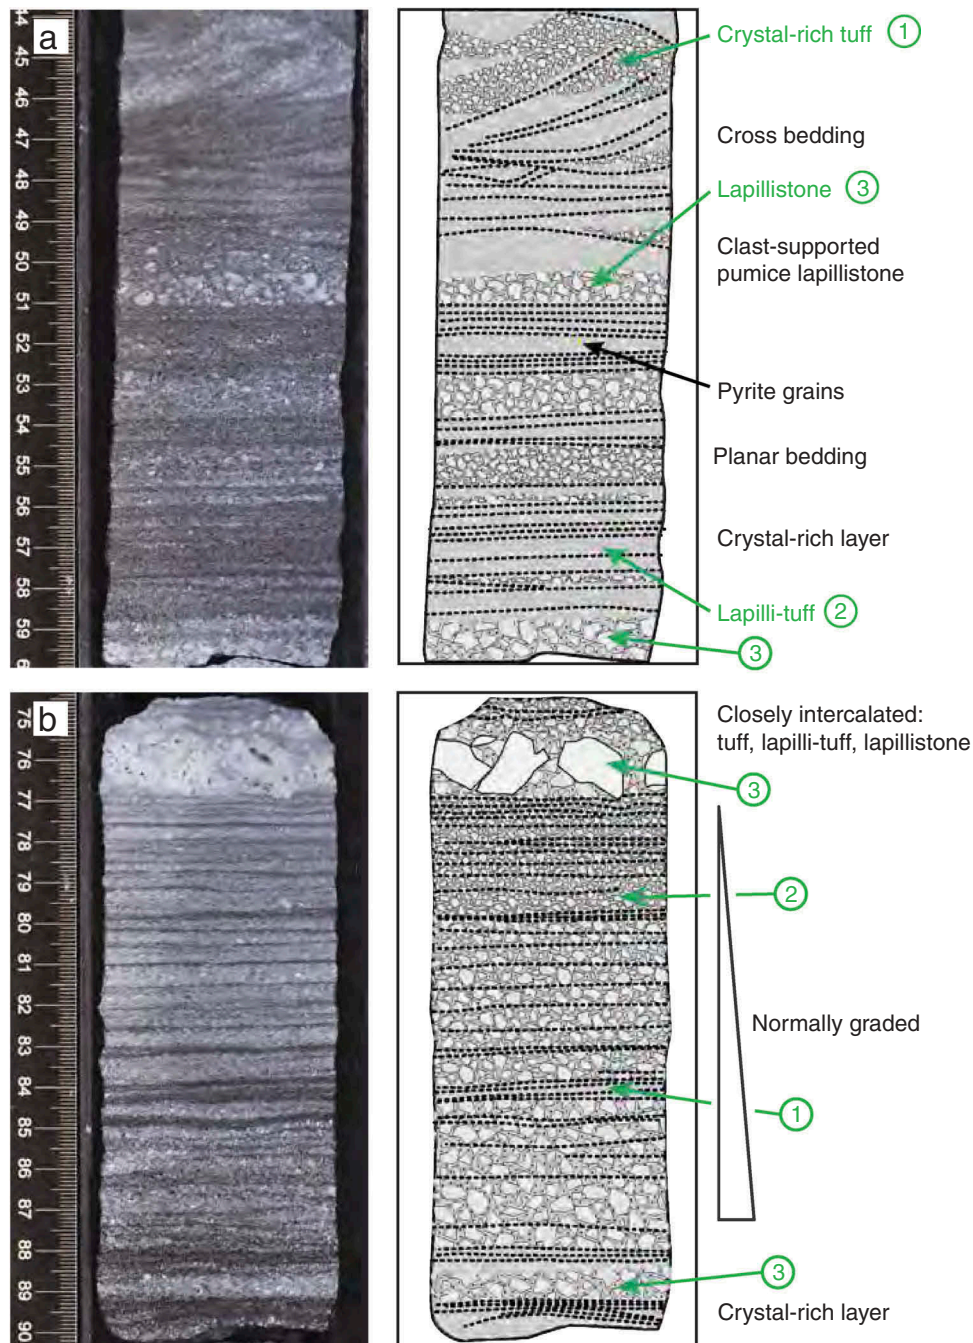 a
44
45
46
47
48
49
50
51
52
53
54
55
56
57
58
59
6
Crystal-rich tuff 1
Cross bedding
Lapillistone 3
Clast-supported
pumice lapillistone
Pyrite grains
Planar bedding
Crystal-rich layer
Lapilli-tuff 2
3
b
75
76
77
78
79
80
81
82
83
84
85
86
87
88
89
90
Closely intercalated:
tuff, lapilli-tuff, lapillistone
3
2
Normally graded
1
3
Crystal-rich layer